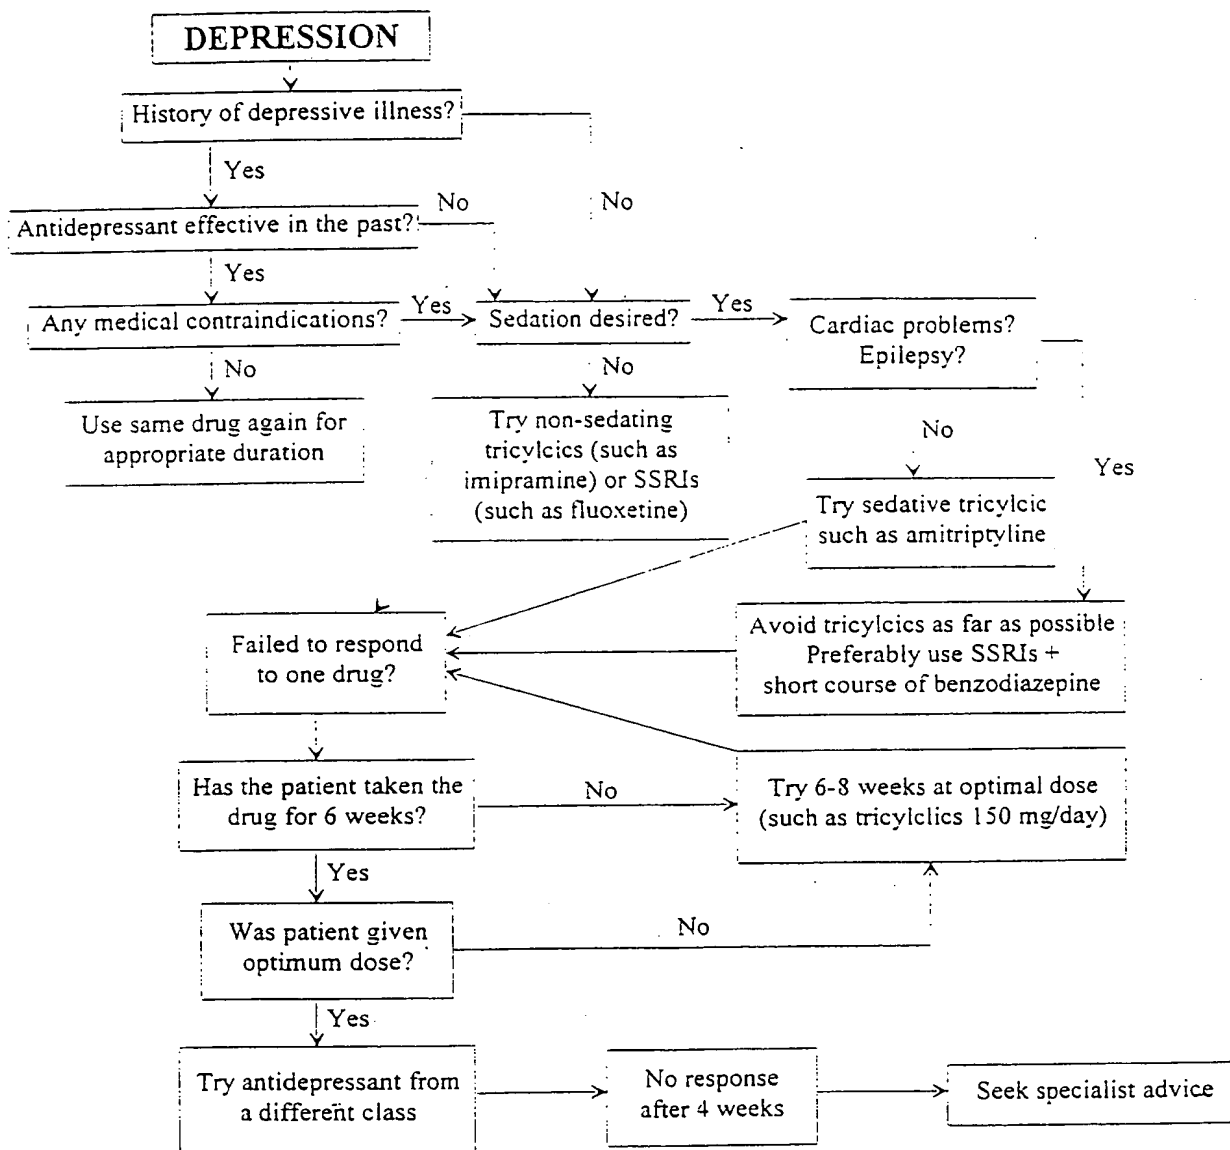 DEPRESSION
History of depressive illness?
Yes
No
No
Antidepressant effective in the past?
Yes
Any medical contraindications?
Yes
Sedation desired?
Yes
Cardiac problems?
Epilepsy?
No
No
Use same drug again for
appropriate duration
Try non-sedating
tricylcics (such as
imipramine) or SSRIs
(such as fluoxetine)
No
Yes
Try sedative tricylcic
such as amitriptyline
Failed to respond
to one drug?
Avoid tricylcics as far as possible
Preferably use SSRIs +
short course of benzodiazepine
Has the patient taken the
drug for 6 weeks?
No
Try 6-8 weeks at optimal dose
(such as tricylclics 150 mg/day)
Yes
Was patient given
optimum dose?
No
Yes
Try antidepressant from
a different class
No response
after 4 weeks
Seek specialist advice